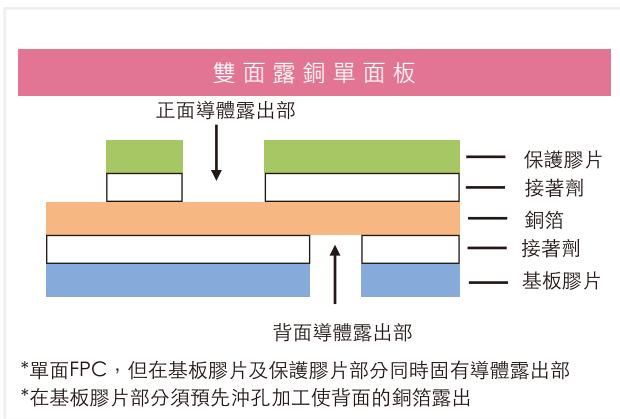 雙面露銅單面板
正面導體露出部
保護膠片
接著劑
銅箔
接著劑
基板膠片
背面導體露出部
*單面FPC，但在基板膠片及保護膠片部分同時固有導體露出部
*在基板膠片部分須預先沖孔加工使背面的銅箔露出